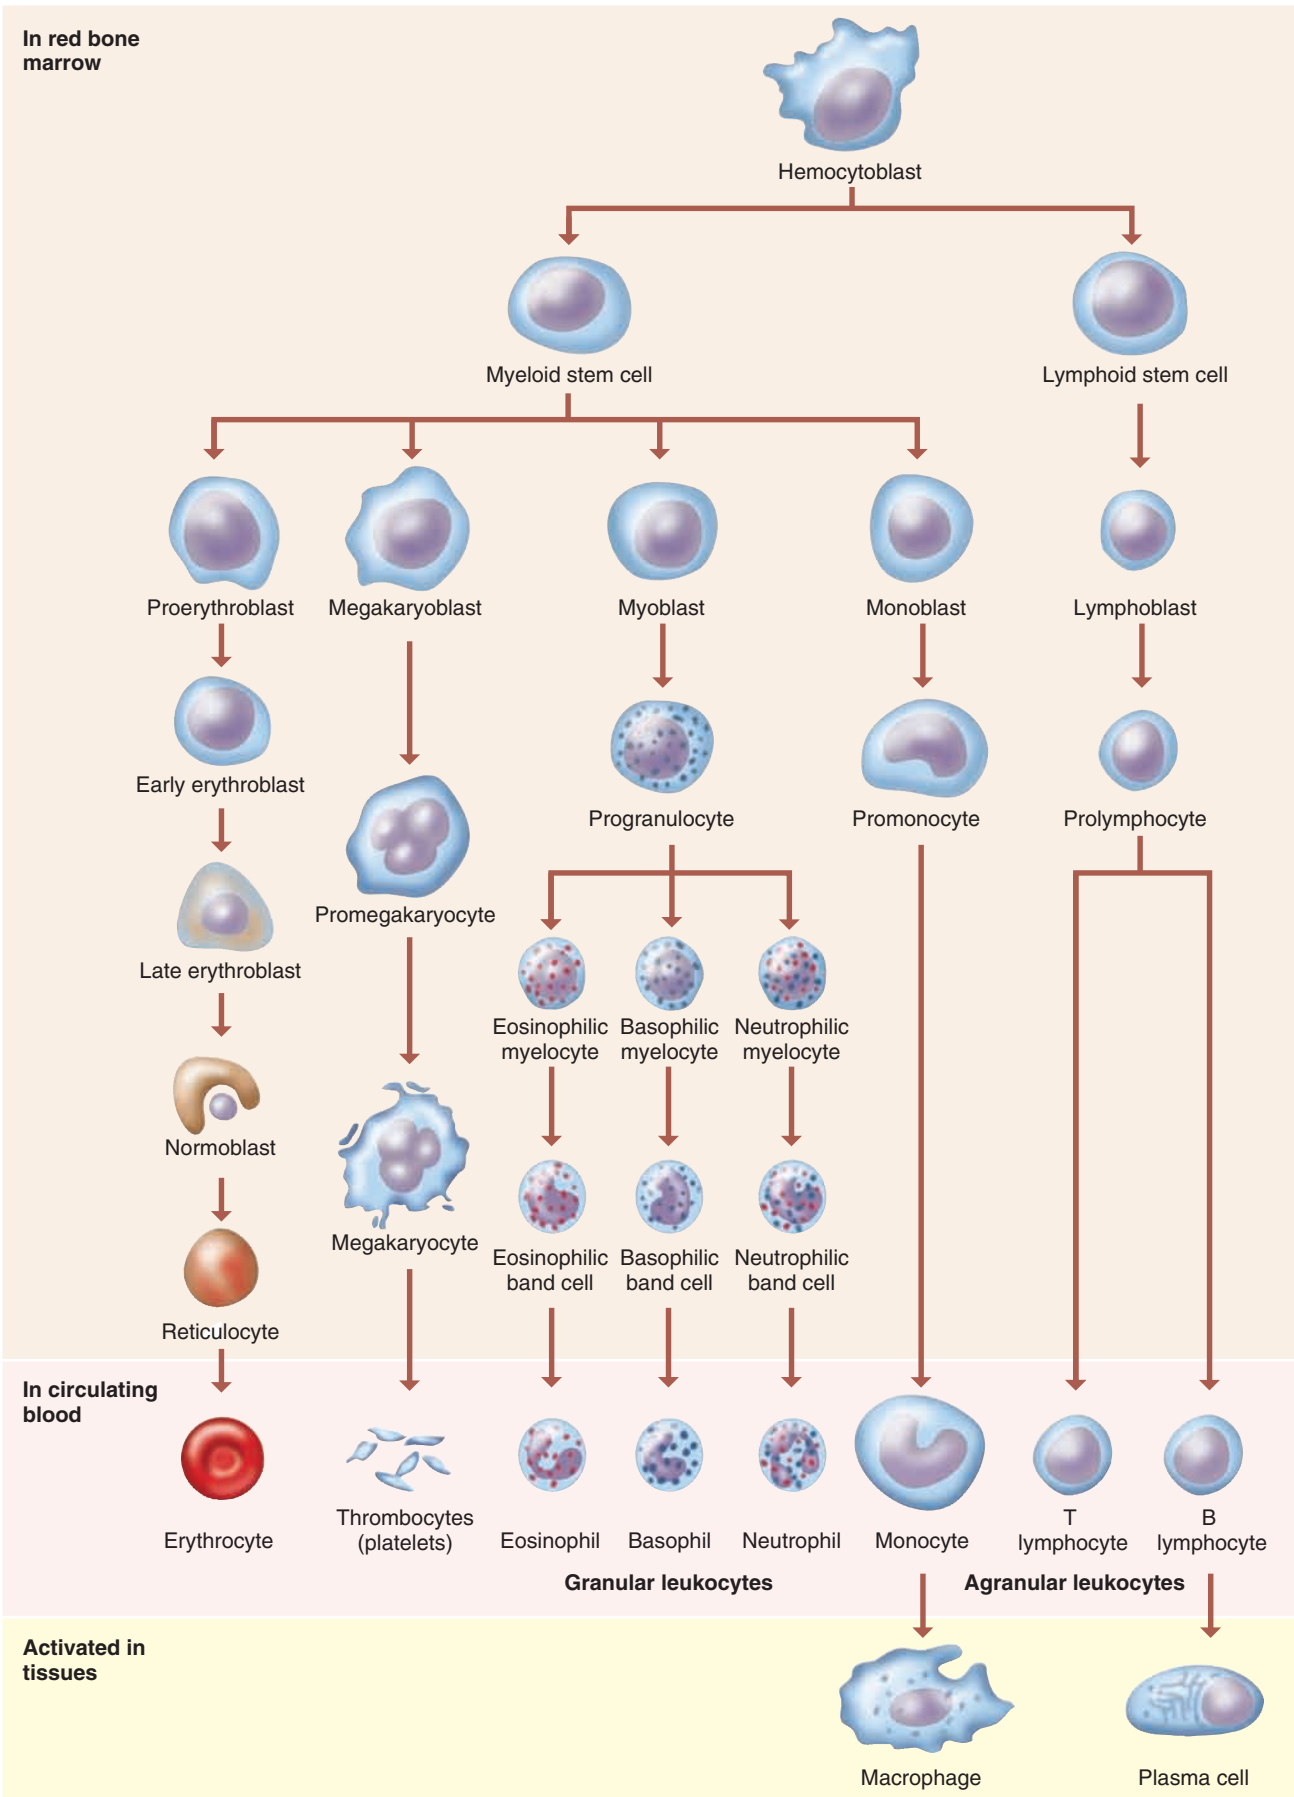 In red bone
marrow
Hemocytoblast
Myeloid stem cell
Lymphoid stem cell
Proerythroblast
Megakaryoblast
Myoblast
Monoblast
Lymphoblast
Early erythroblast
Progranulocyte
Promonocyte
Prolymphocyte
Promegakaryocyte
Late erythroblast
Eosinophilic
myelocyte
Basophilic
myelocyte
Neutrophilic
myelocyte
Normoblast
Megakaryocyte
Eosinophilic
band cell
Basophilic
band cell
Neutrophilic
band cell
Reticulocyte
In circulating
blood
Erythrocyte
Thrombocytes
(platelets)
Eosinophil
Basophil
Neutrophil
Monocyte
T
lymphocyte
B
lymphocyte
Granular leukocytes
Agranular leukocytes
Activated in
tissues
Macrophage
Plasma cell